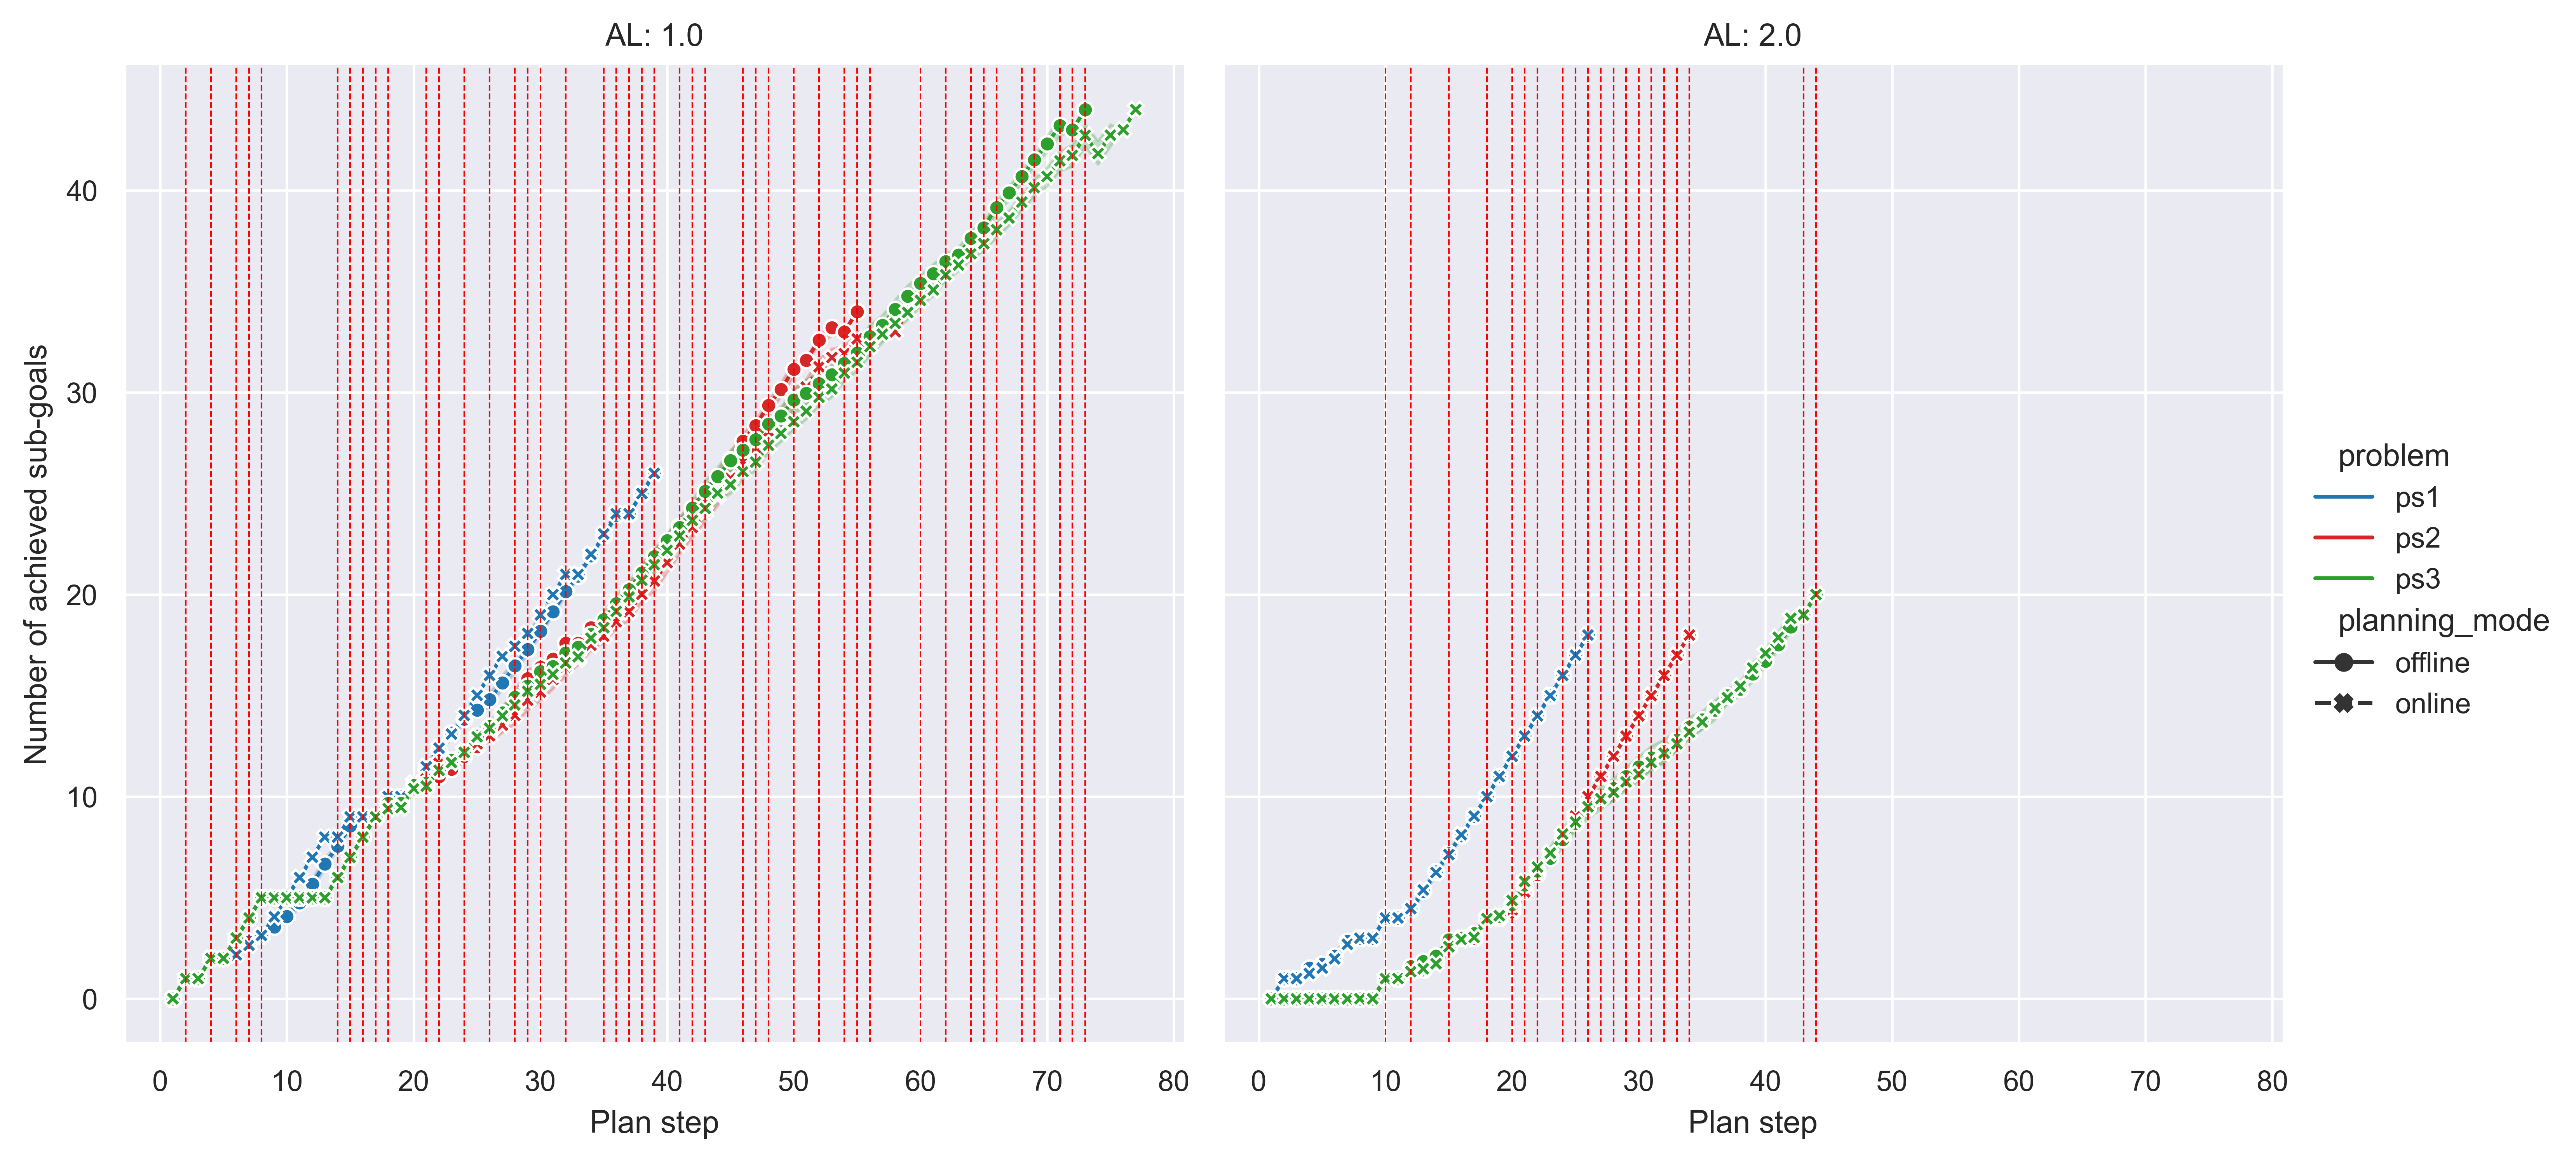 AL: 1.0
AL: 2.0
Number of achieved sub-goals
40
30
20
10
0
0 10 20 30 40 50 60 70 80
0 10 20 30 40 50 60 70 80
Plan step
Plan step
problem
ps1
ps2
ps3
planning_mode
offline
online